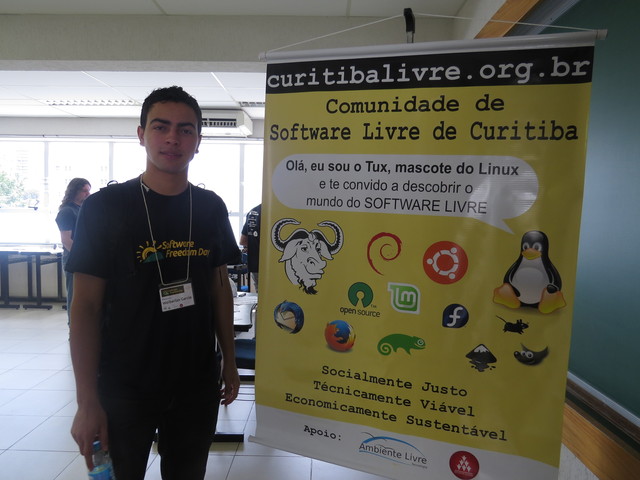 curitibalivre.org.br
Comunidade de
Software Livre de Curitiba
Olá, eu sou o Tux, mascote do Linux
e te convido a descobrir o
mundo do SOFTWARE LIVRE
open source
Socialmente Justo
Técnicamente Viável
Economicamente Sustentável
Apoio:
Ambiente Livre
Software
Freedom Day